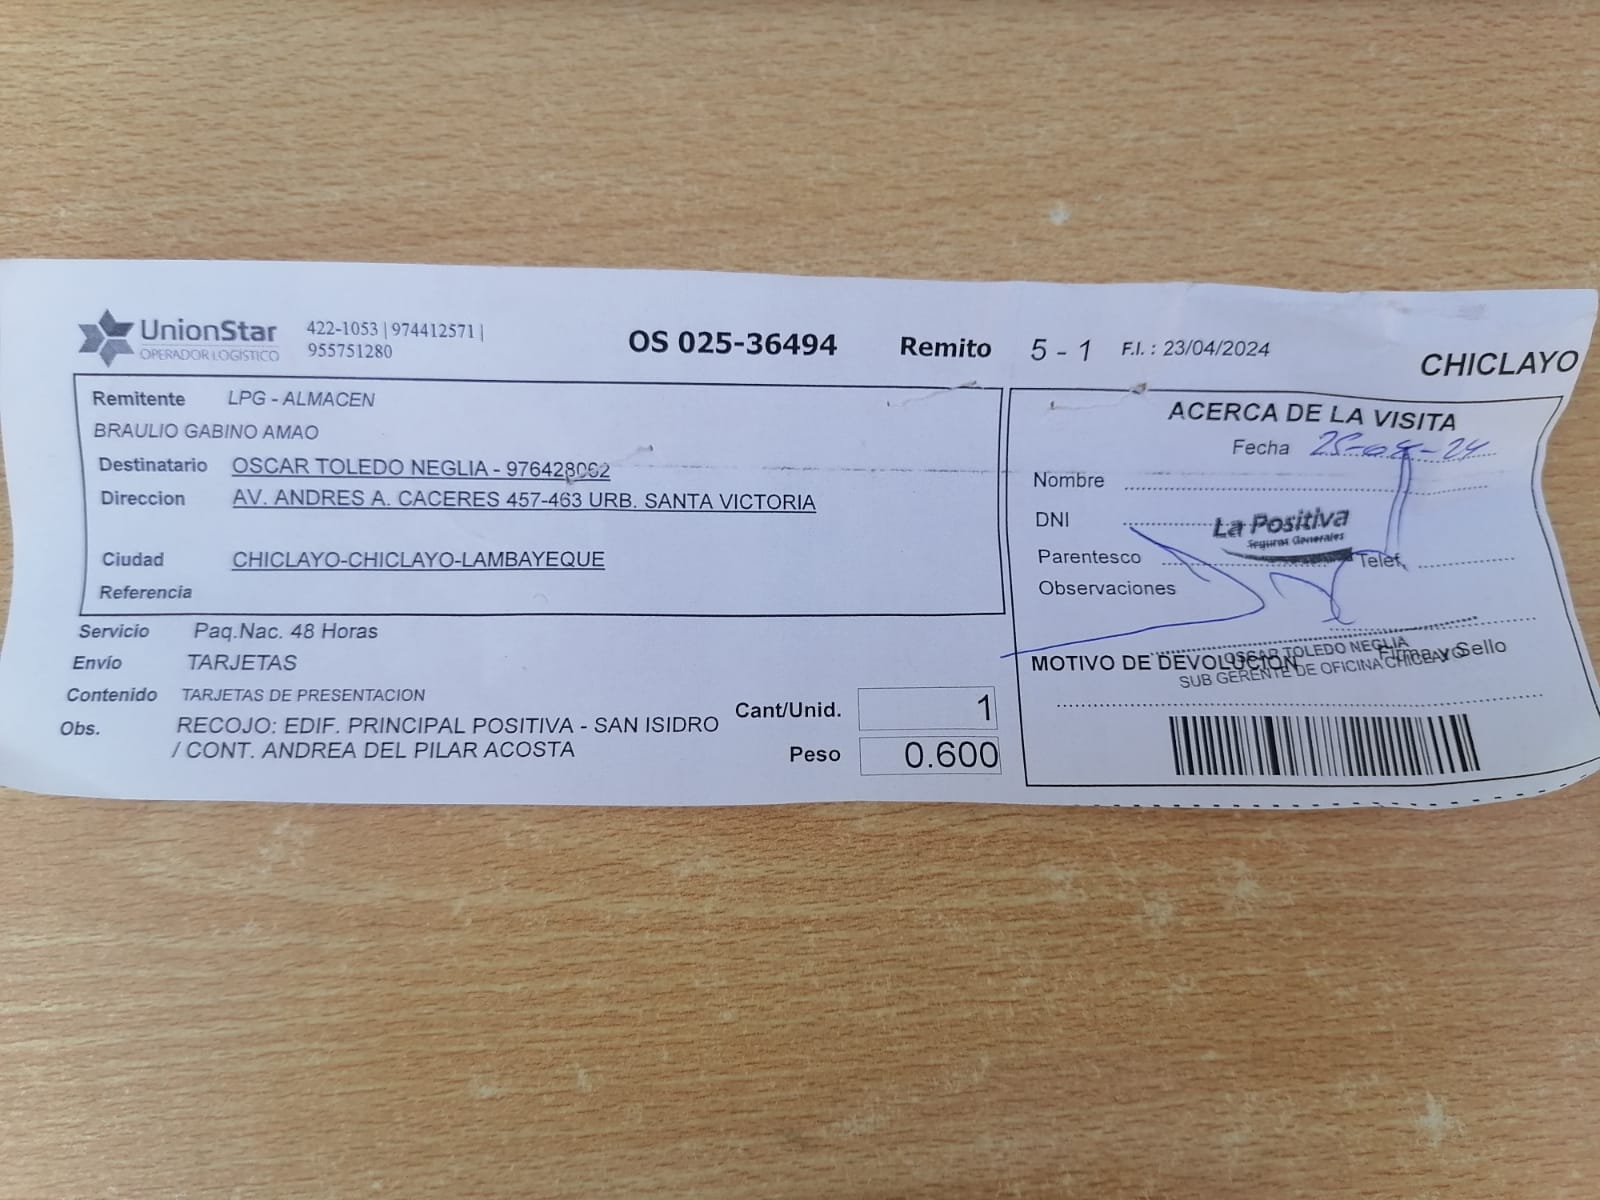 UnionStar
OPERADOR LOGÍSTICO
422-1053 | 974412571 |
955751280
OS 025-36494
Remito 5 - 1
F.I. : 23/04/2024
CHICLAYO
Remitente LPG - ALMACEN
BRAULIO GABINO AMAO
Destinatario OSCAR TOLEDO NEGLIA - 976428062
Direccion AV. ANDRES A. CACERES 457-463 URB. SANTA VICTORIA
Ciudad CHICLAYO-CHICLAYO-LAMBAYEQUE
Referencia
Servicio Paq.Nac. 48 Horas
Envío TARJETAS
Contenido TARJETAS DE PRESENTACION
Obs. RECOJO: EDIF. PRINCIPAL POSITIVA - SAN ISIDRO
/ CONT. ANDREA DEL PILAR ACOSTA
Cant/Unid. 1
Peso 0.600
ACERCA DE LA VISITA
Fecha 25-04-24
Nombre
DNI
La Positiva
Seguros Generales
Parentesco Telef.
Observaciones
OSCAR TOLEDO NEGLIA
SUB GERENTE DE OFICINA CHICLAYO
Firma y Sello
MOTIVO DE DEVOLUCION